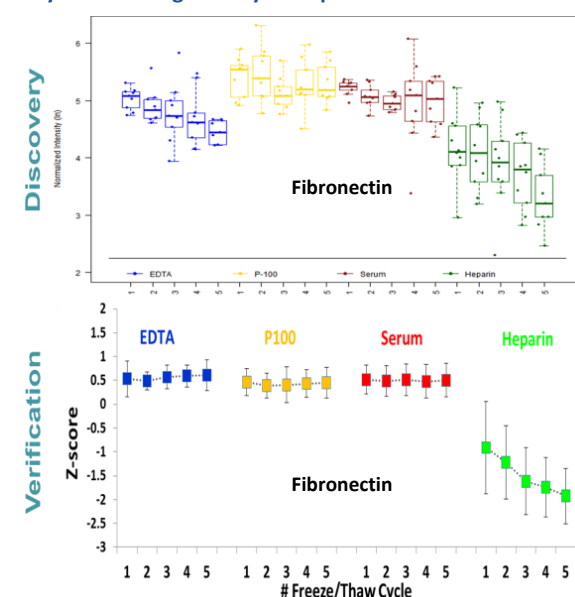 Discovery
Normalized Intensity (ln)
6
5
4
3
2
Fibronectin
EDTA P-100 Serum Heparin
1 2 3 4 5 1 2 3 4 5 1 2 3 4 5 1 2 3 4 5
Verification
Z-score
2
1.5
1
0.5
0
-0.5
-1
-1.5
-2
-2.5
-3
EDTA P100 Serum Heparin
Fibronectin
1 2 3 4 5 1 2 3 4 5 1 2 3 4 5 1 2 3 4 5
# Freeze/Thaw Cycle